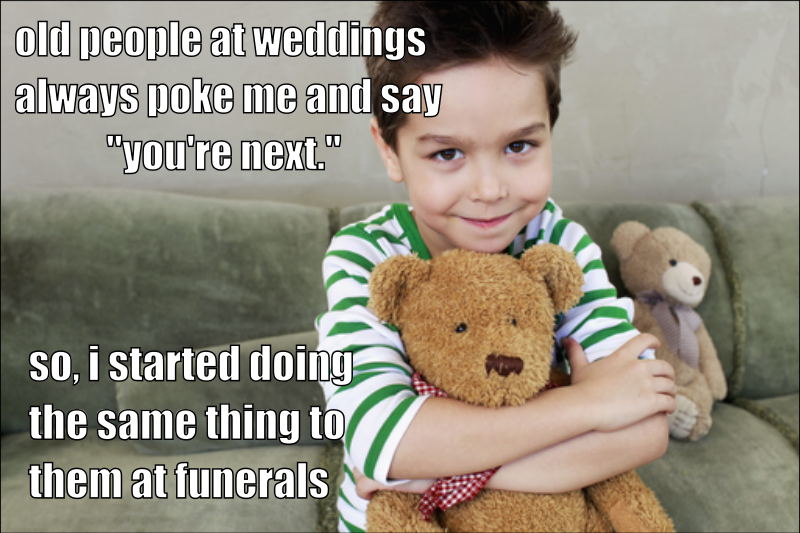 old people at weddings
always poke me and say
"you're next."
so, i started doing
the same thing to
them at funerals